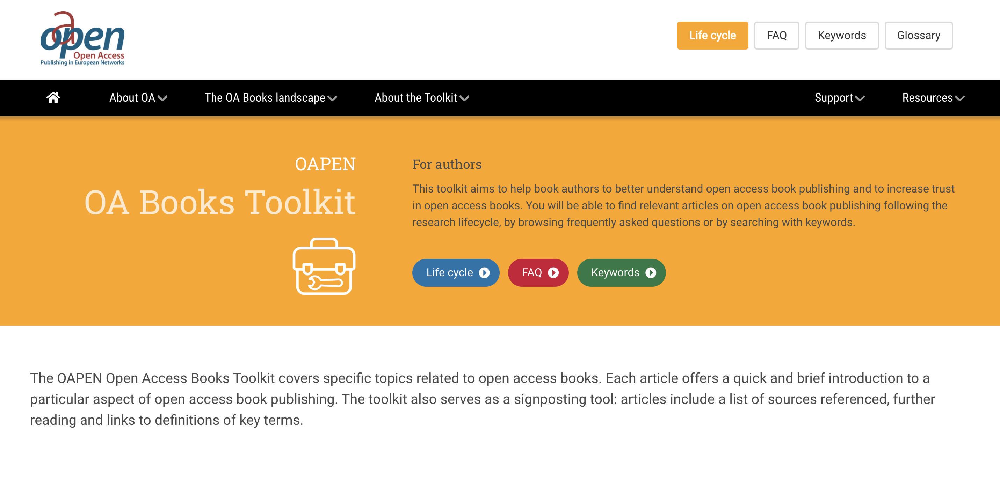 oapen
Open Access
Publishing in European Networks
Life cycle
FAQ
Keywords
Glossary
About OA
The OA Books landscape
About the Toolkit
Support
Resources
OAPEN
OA Books Toolkit
For authors
This toolkit aims to help book authors to better understand open access book publishing and to increase trust
in open access books. You will be able to find relevant articles on open access book publishing following the
research lifecycle, by browsing frequently asked questions or by searching with keywords.
Life cycle
FAQ
Keywords
The OAPEN Open Access Books Toolkit covers specific topics related to open access books. Each article offers a quick and brief introduction to a
particular aspect of open access book publishing. The toolkit also serves as a signposting tool: articles include a list of sources referenced, further
reading and links to definitions of key terms.